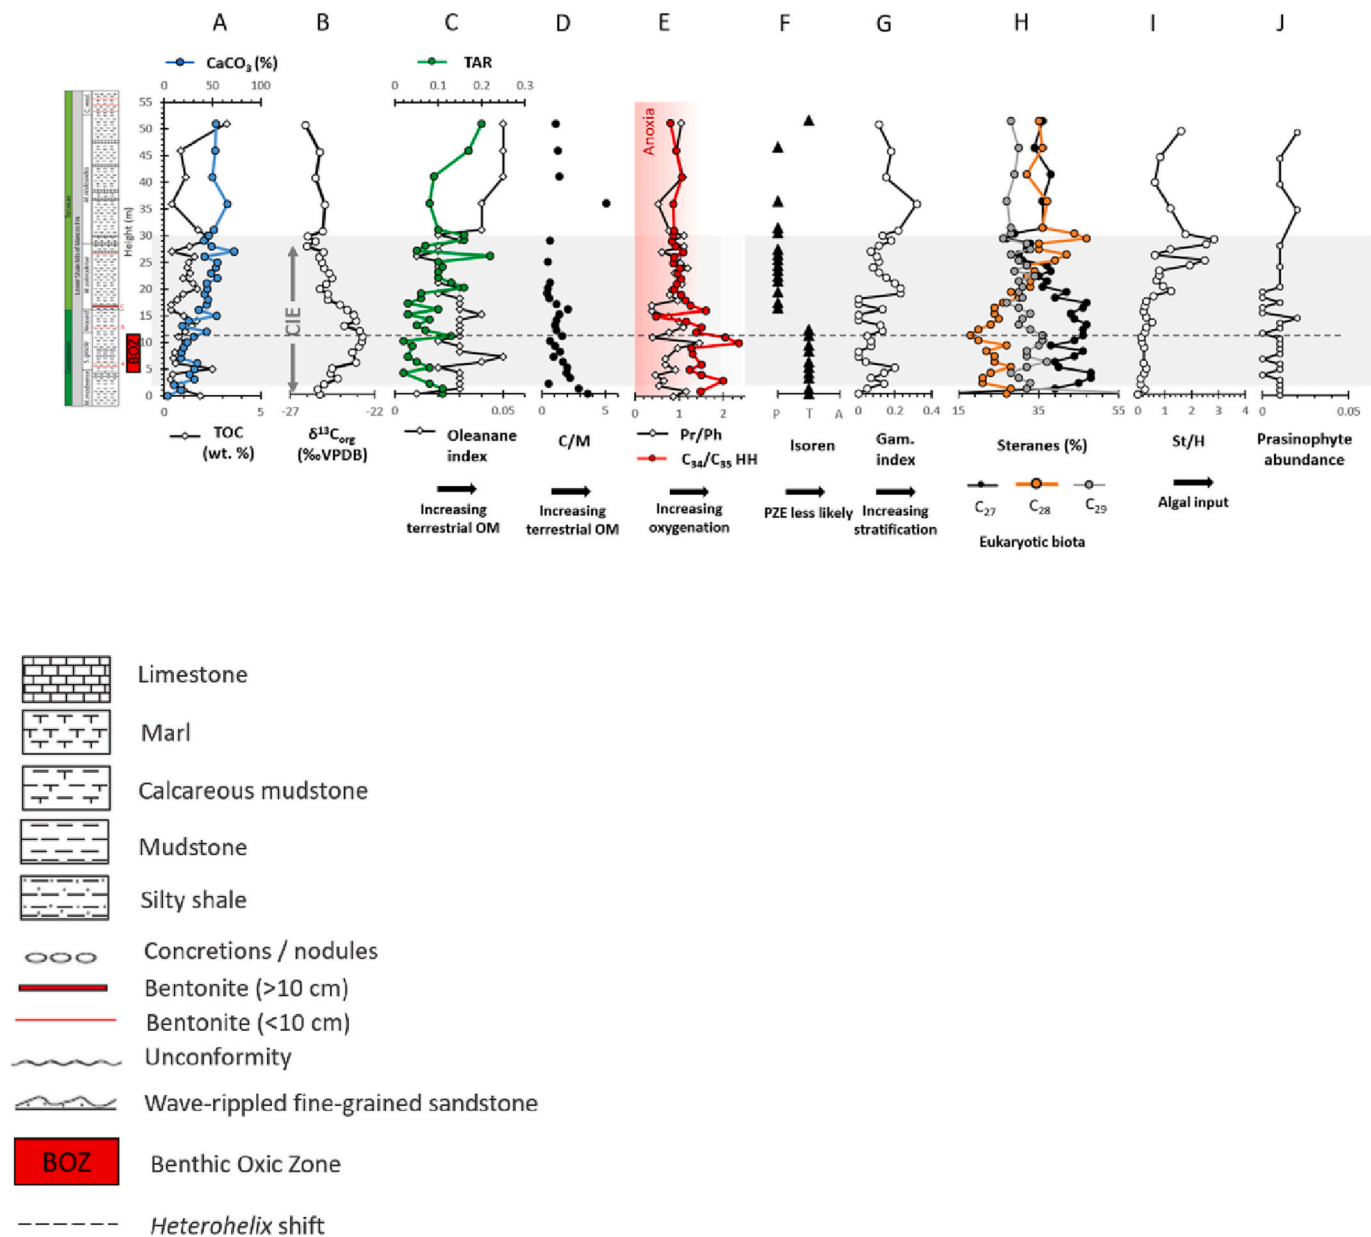 A B C D E F G H I J
CaCO₃ (%)
TAR
0 50 100
0 0.1 0.2 0.3
Anoxia
Height (m)
55
50
45
40
35
30
25
20
15
10
5
0
CIE
BOZ
0 5
-27 -22
0 0.05
0 5
0 1 2
P T A
0 0.2 0.4
15 35 55
0 1 2 3 4
0 0.05
TOC
(wt. %)
δ¹³Corg
(‰VPDB)
Oleanane
index
C/M
Pr/Ph
C₃₄/C₃₅ HH
Isoren
Gam.
index
Steranes (%)
St/H
Prasinophyte
abundance
C₂₇ C₂₈ C₂₉
Increasing
terrestrial OM
Increasing
terrestrial OM
Increasing
oxygenation
PZE less likely
Increasing
stratification
Eukaryotic biota
Algal input
Limestone
Marl
Calcareous mudstone
Mudstone
Silty shale
Concretions / nodules
Bentonite (>10 cm)
Bentonite (<10 cm)
Unconformity
Wave-rippled fine-grained sandstone
BOZ Benthic Oxic Zone
Heterohelix shift